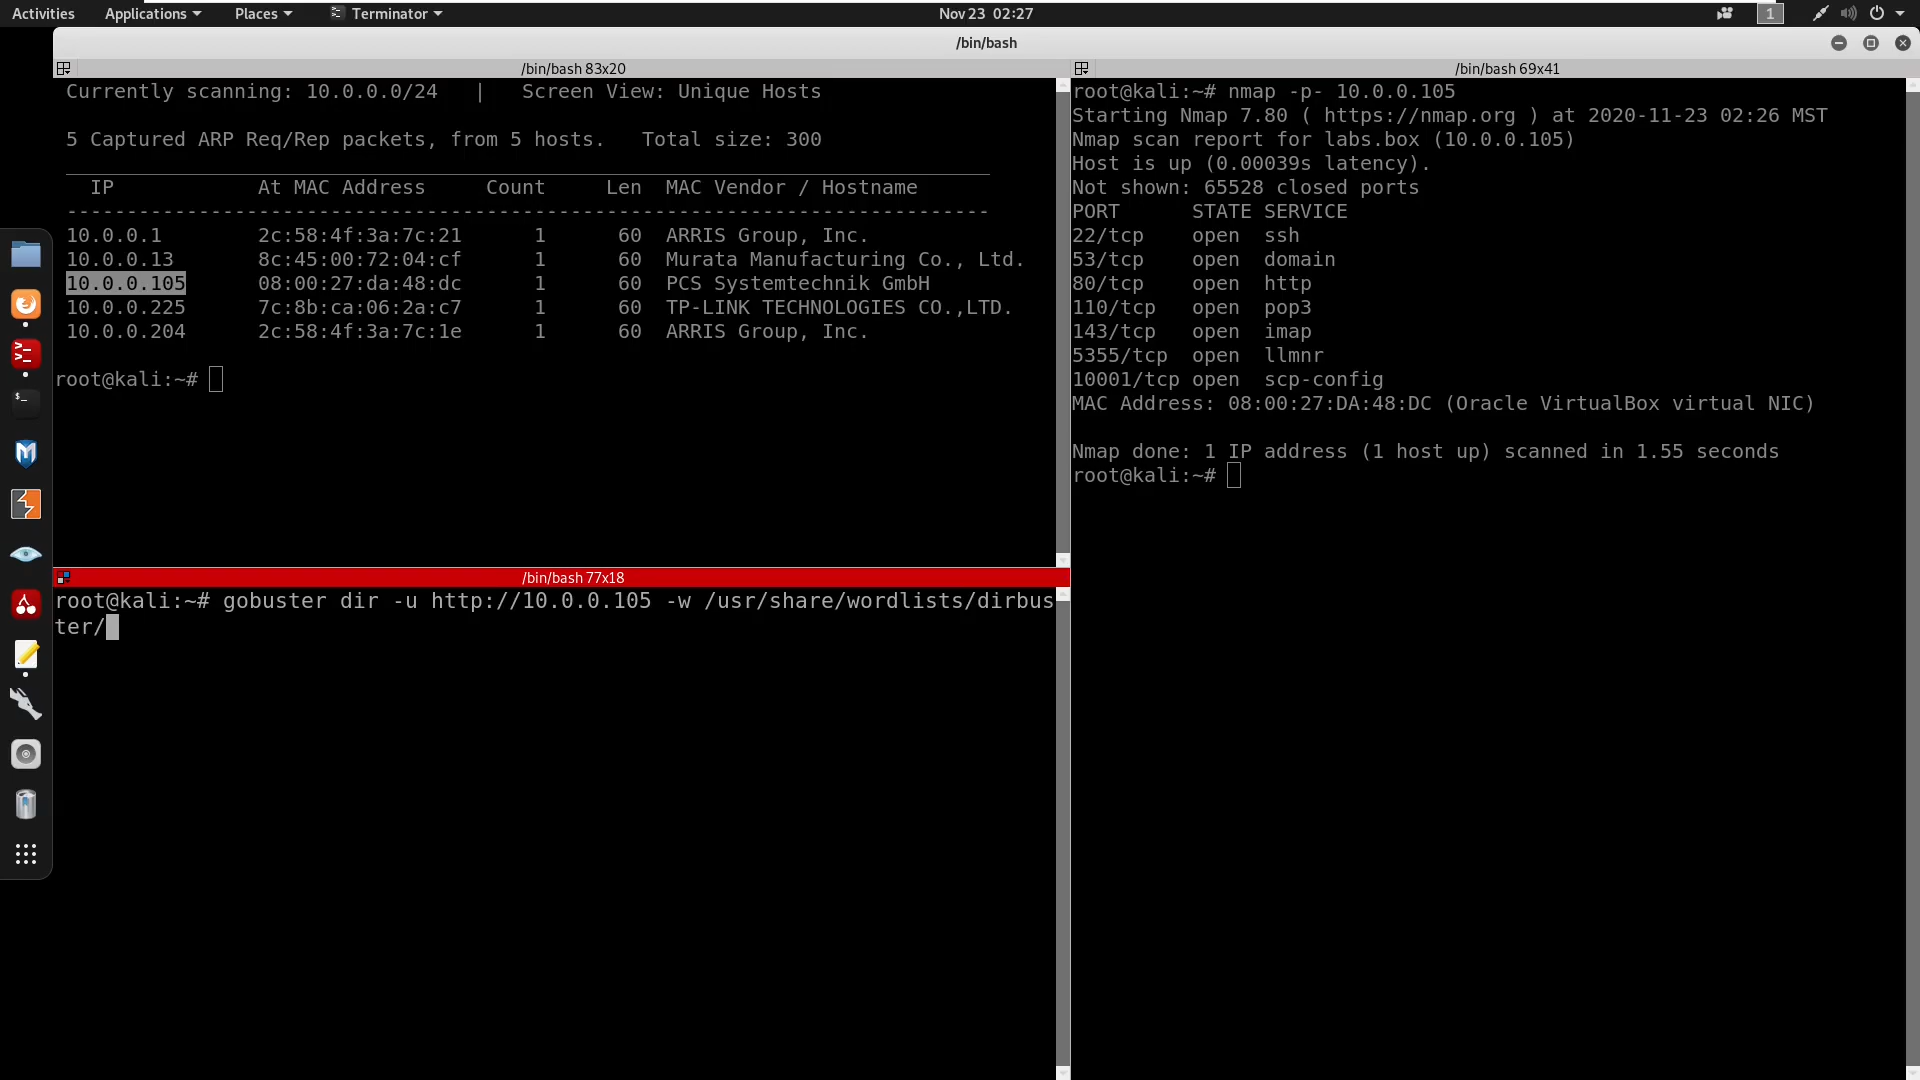 Activities Applications Places Terminator Nov 23 02:27 1
/bin/bash
/bin/bash 83x20
Currently scanning: 10.0.0.0/24 | Screen View: Unique Hosts
5 Captured ARP Req/Rep packets, from 5 hosts. Total size: 300
IP At MAC Address Count Len MAC Vendor / Hostname
-----------------------------------------------------------------------------
10.0.0.1 2c:58:4f:3a:7c:21 1 60 ARRIS Group, Inc.
10.0.0.13 8c:45:00:72:04:cf 1 60 Murata Manufacturing Co., Ltd.
10.0.0.105 08:00:27:da:48:dc 1 60 PCS Systemtechnik GmbH
10.0.0.225 7c:8b:ca:06:2a:c7 1 60 TP-LINK TECHNOLOGIES CO.,LTD.
10.0.0.204 2c:58:4f:3a:7c:1e 1 60 ARRIS Group, Inc.
root@kali:~#
/bin/bash 77x18
root@kali:~# gobuster dir -u http://10.0.0.105 -w /usr/share/wordlists/dirbus
ter/
/bin/bash 69x41
root@kali:~# nmap -p- 10.0.0.105
Starting Nmap 7.80 ( https://nmap.org ) at 2020-11-23 02:26 MST
Nmap scan report for labs.box (10.0.0.105)
Host is up (0.00039s latency).
Not shown: 65528 closed ports
PORT STATE SERVICE
22/tcp open ssh
53/tcp open domain
80/tcp open http
110/tcp open pop3
143/tcp open imap
5355/tcp open llmnr
10001/tcp open scp-config
MAC Address: 08:00:27:DA:48:DC (Oracle VirtualBox virtual NIC)
Nmap done: 1 IP address (1 host up) scanned in 1.55 seconds
root@kali:~#